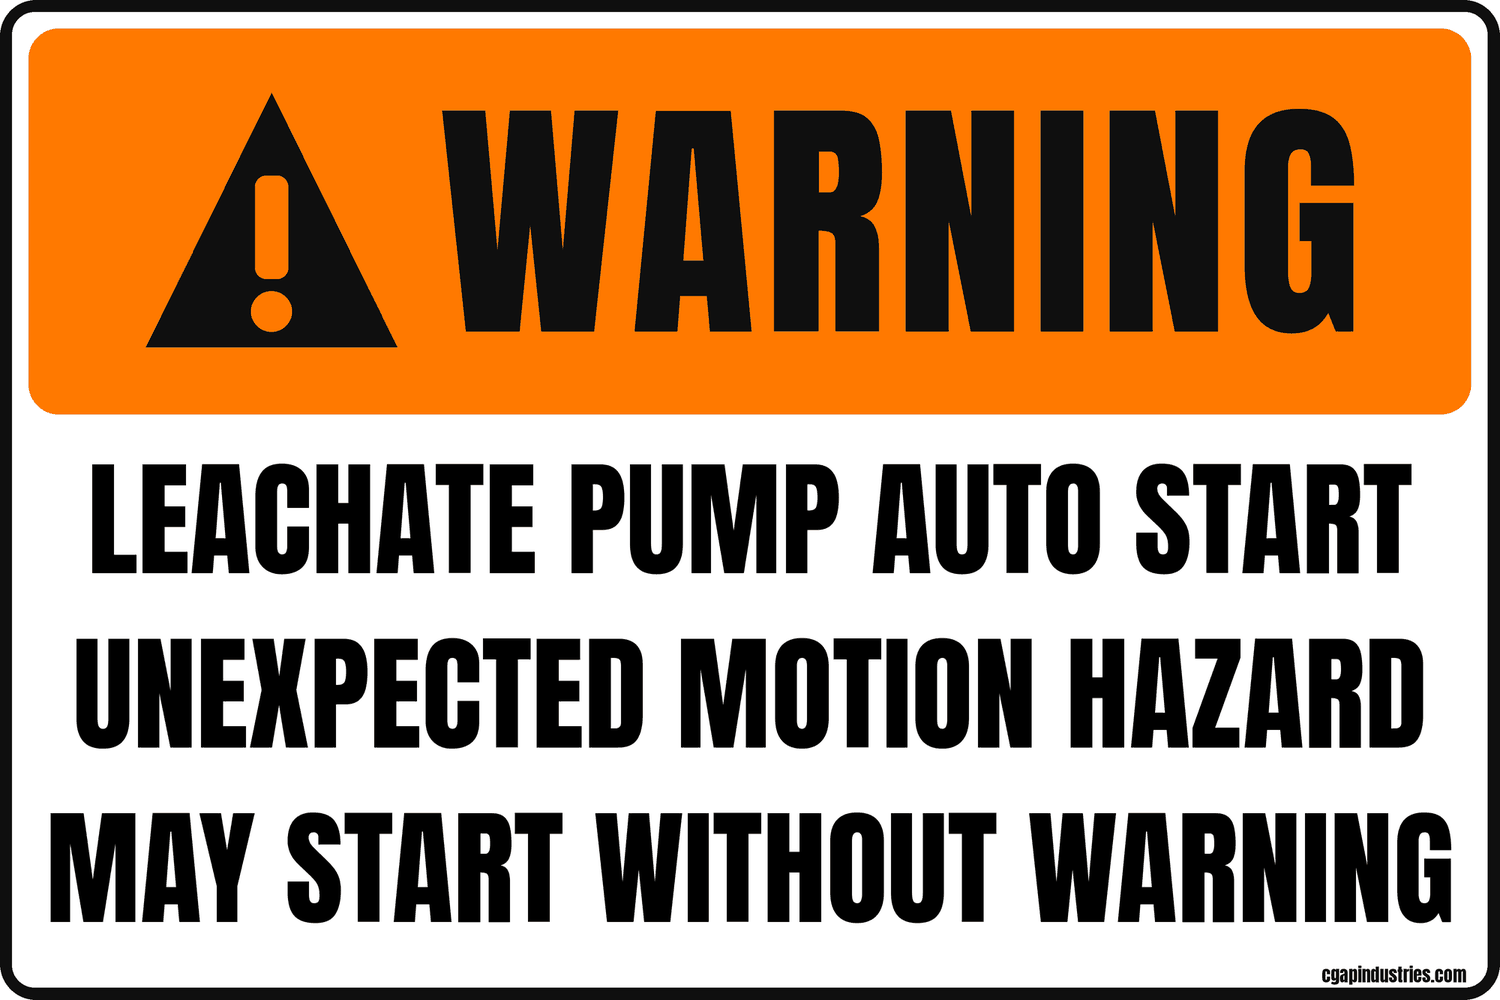 WARNING
LEACHATE PUMP AUTO START
UNEXPECTED MOTION HAZARD
MAY START WITHOUT WARNING
cgapindustries.com